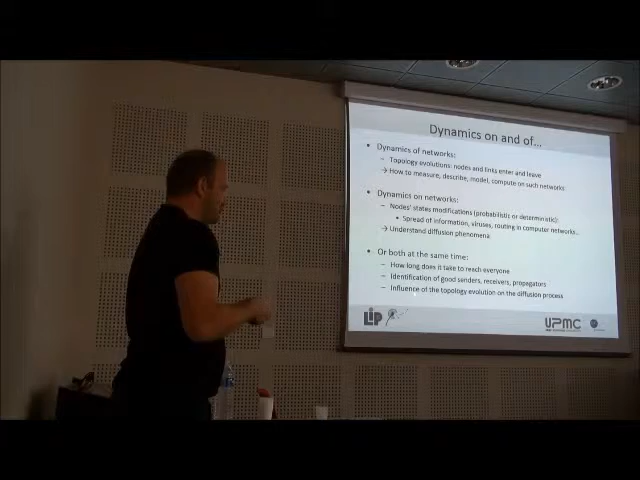 Dynamics on and of…
• Dynamics of networks:
– Topology evolutions: nodes and links enter and leave
→ How to measure, describe, model, compute on such networks
• Dynamics on networks:
– Nodes' states modifications (probabilistic or deterministic):
• Spread of information, viruses, routing in computer networks…
→ Understand diffusion phenomena
• Or both at the same time:
– How long does it take to reach everyone
– Identification of good senders, receivers, propagators
– Influence of the topology evolution on the diffusion process
LIP
UPMC